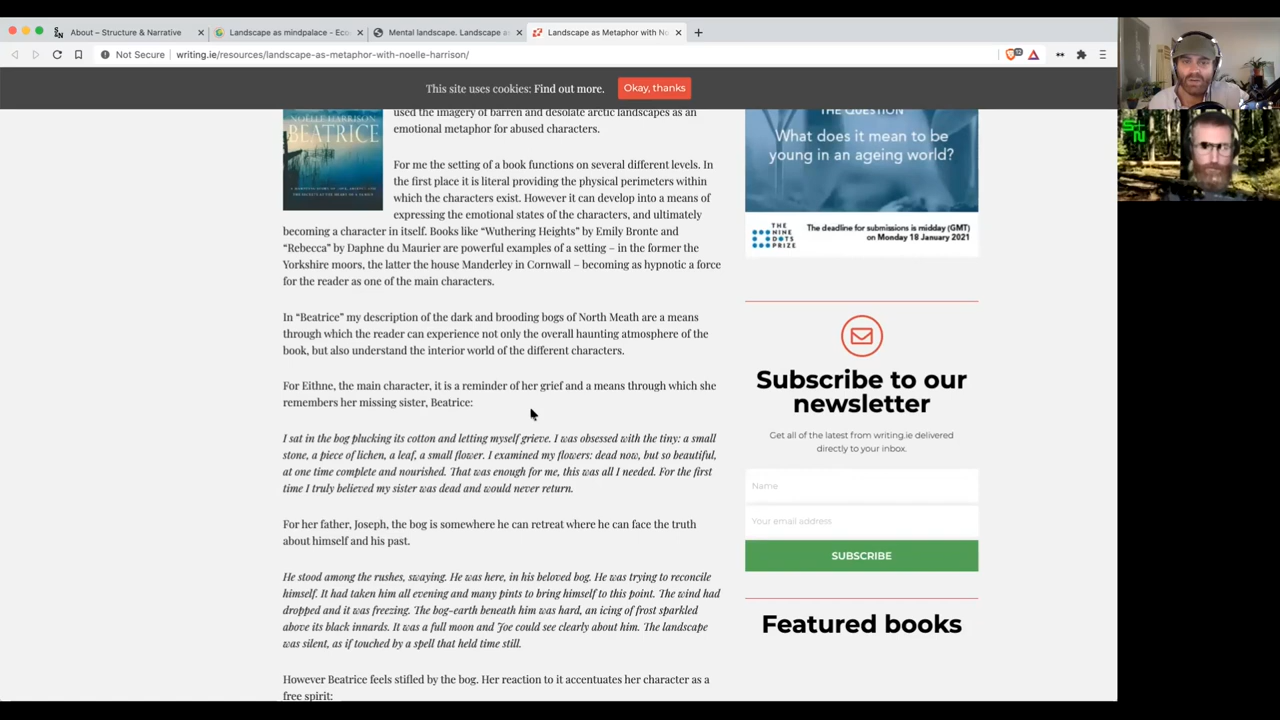 About – Structure & Narrative
Landscape as mindpalace - Eco
Mental landscape. Landscape as
Landscape as Metaphor with No
Not Secure
writing.ie/resources/landscape-as-metaphor-with-noelle-harrison/
This site uses cookies: Find out more.
Okay, thanks
NOËLLE HARRISON
BEATRICE
used the imagery of barren and desolate arctic landscapes as an
emotional metaphor for abused characters.
For me the setting of a book functions on several different levels. In
the first place it is literal providing the physical perimeters within
which the characters exist. However it can develop into a means of
expressing the emotional states of the characters, and ultimately
becoming a character in itself. Books like “Wuthering Heights” by Emily Bronte and
“Rebecca” by Daphne du Maurier are powerful examples of a setting – in the former the
Yorkshire moors, the latter the house Manderley in Cornwall – becoming as hypnotic a force
for the reader as one of the main characters.
In “Beatrice” my description of the dark and brooding bogs of North Meath are a means
through which the reader can experience not only the overall haunting atmosphere of the
book, but also understand the interior world of the different characters.
For Eithne, the main character, it is a reminder of her grief and a means through which she
remembers her missing sister, Beatrice:
I sat in the bog plucking its cotton and letting myself grieve. I was obsessed with the tiny: a small
stone, a piece of lichen, a leaf, a small flower. I examined my flowers: dead now, but so beautiful,
at one time complete and nourished. That was enough for me, this was all I needed. For the first
time I truly believed my sister was dead and would never return.
For her father, Joseph, the bog is somewhere he can retreat where he can face the truth
about himself and his past.
He stood among the rushes, swaying. He was here, in his beloved bog. He was trying to reconcile
himself. It had taken him all evening and many pints to bring himself to this point. The wind had
dropped and it was freezing. The bog-earth beneath him was hard, an icing of frost sparkled
above its black innards. It was a full moon and Joe could see clearly about him. The landscape
was silent, as if touched by a spell that held time still.
However Beatrice feels stifled by the bog. Her reaction to it accentuates her character as a
free spirit:
THE QUESTION
What does it mean to be
young in an ageing world?
THE
NINE
DOTS
PRIZE
The deadline for submissions is midday (GMT)
on Monday 18 January 2021
Subscribe to our
newsletter
Get all of the latest from writing.ie delivered
directly to your inbox.
Name
Your email address
SUBSCRIBE
Featured books
S+N